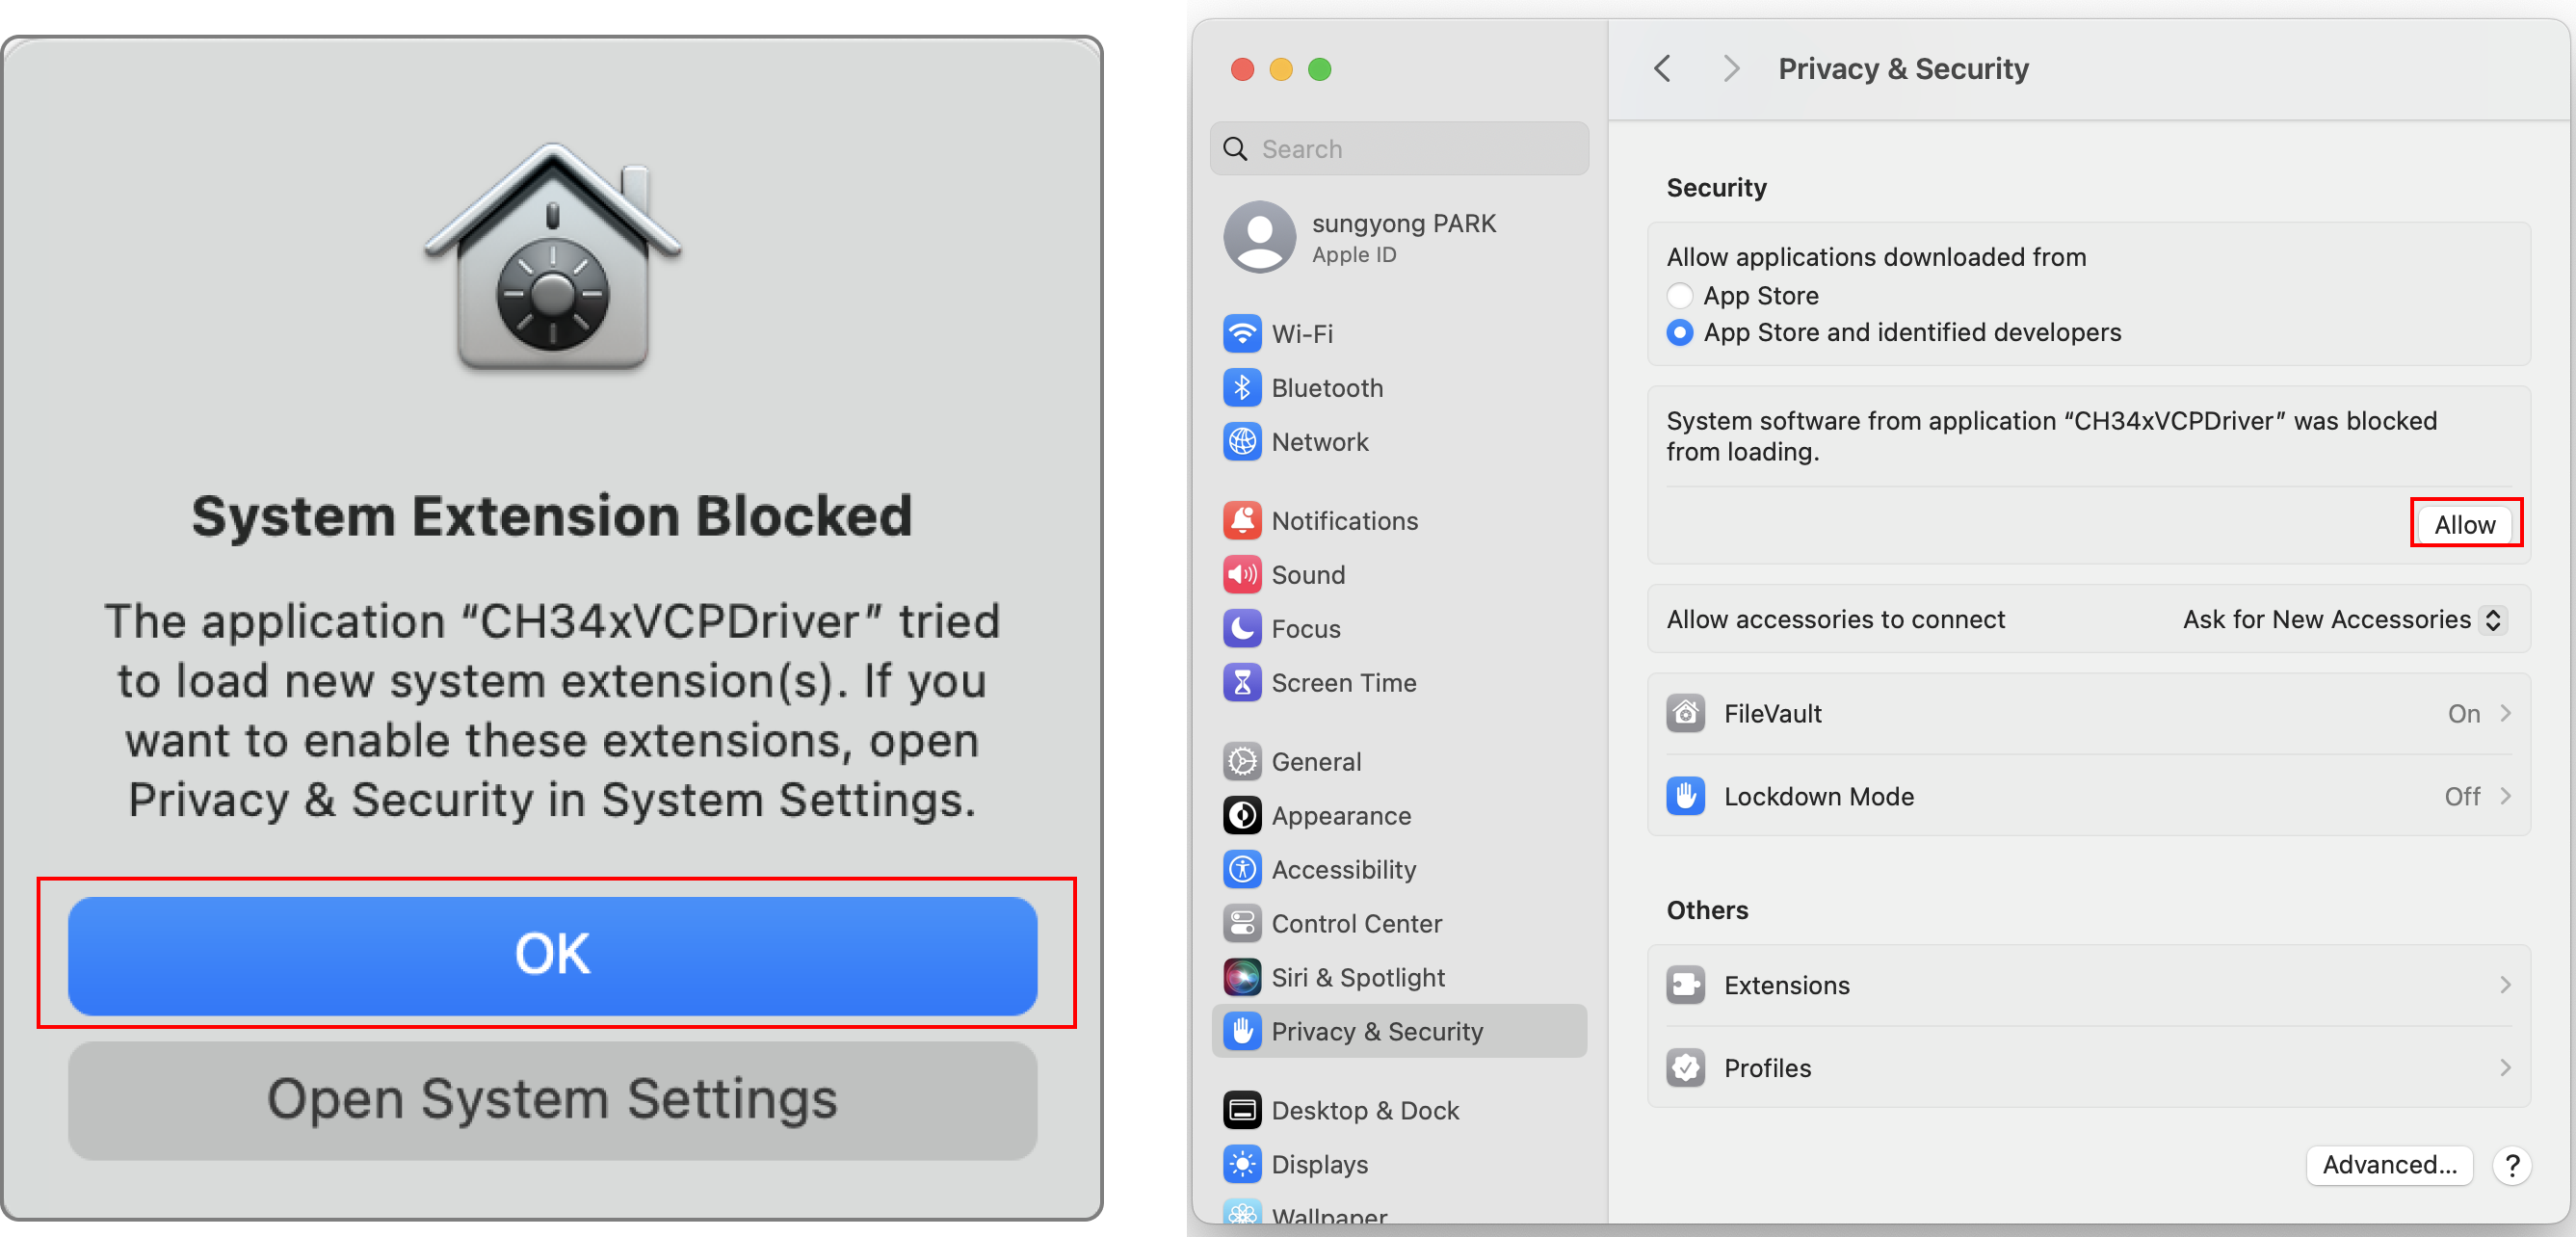 System Extension Blocked
The application “CH34xVCPDriver” tried
to load new system extension(s). If you
want to enable these extensions, open
Privacy & Security in System Settings.
OK
Open System Settings
Search
sungyong PARK
Apple ID
Wi-Fi
Bluetooth
Network
Notifications
Sound
Focus
Screen Time
General
Appearance
Accessibility
Control Center
Siri & Spotlight
Privacy & Security
Desktop & Dock
Displays
Wallpaper
Privacy & Security
Security
Allow applications downloaded from
App Store
App Store and identified developers
System software from application “CH34xVCPDriver” was blocked
from loading.
Allow
Allow accessories to connect Ask for New Accessories
FileVault On
Lockdown Mode Off
Others
Extensions
Profiles
Advanced... ?